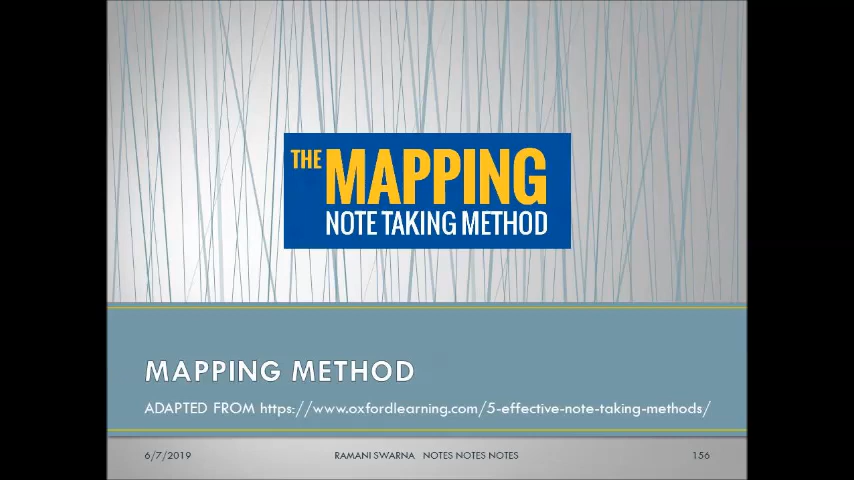 THE MAPPING
NOTE TAKING METHOD
MAPPING METHOD
ADAPTED FROM https://www.oxfordlearning.com/5-effective-note-taking-methods/
6/7/2019 RAMANI SWARNA NOTES NOTES NOTES 156